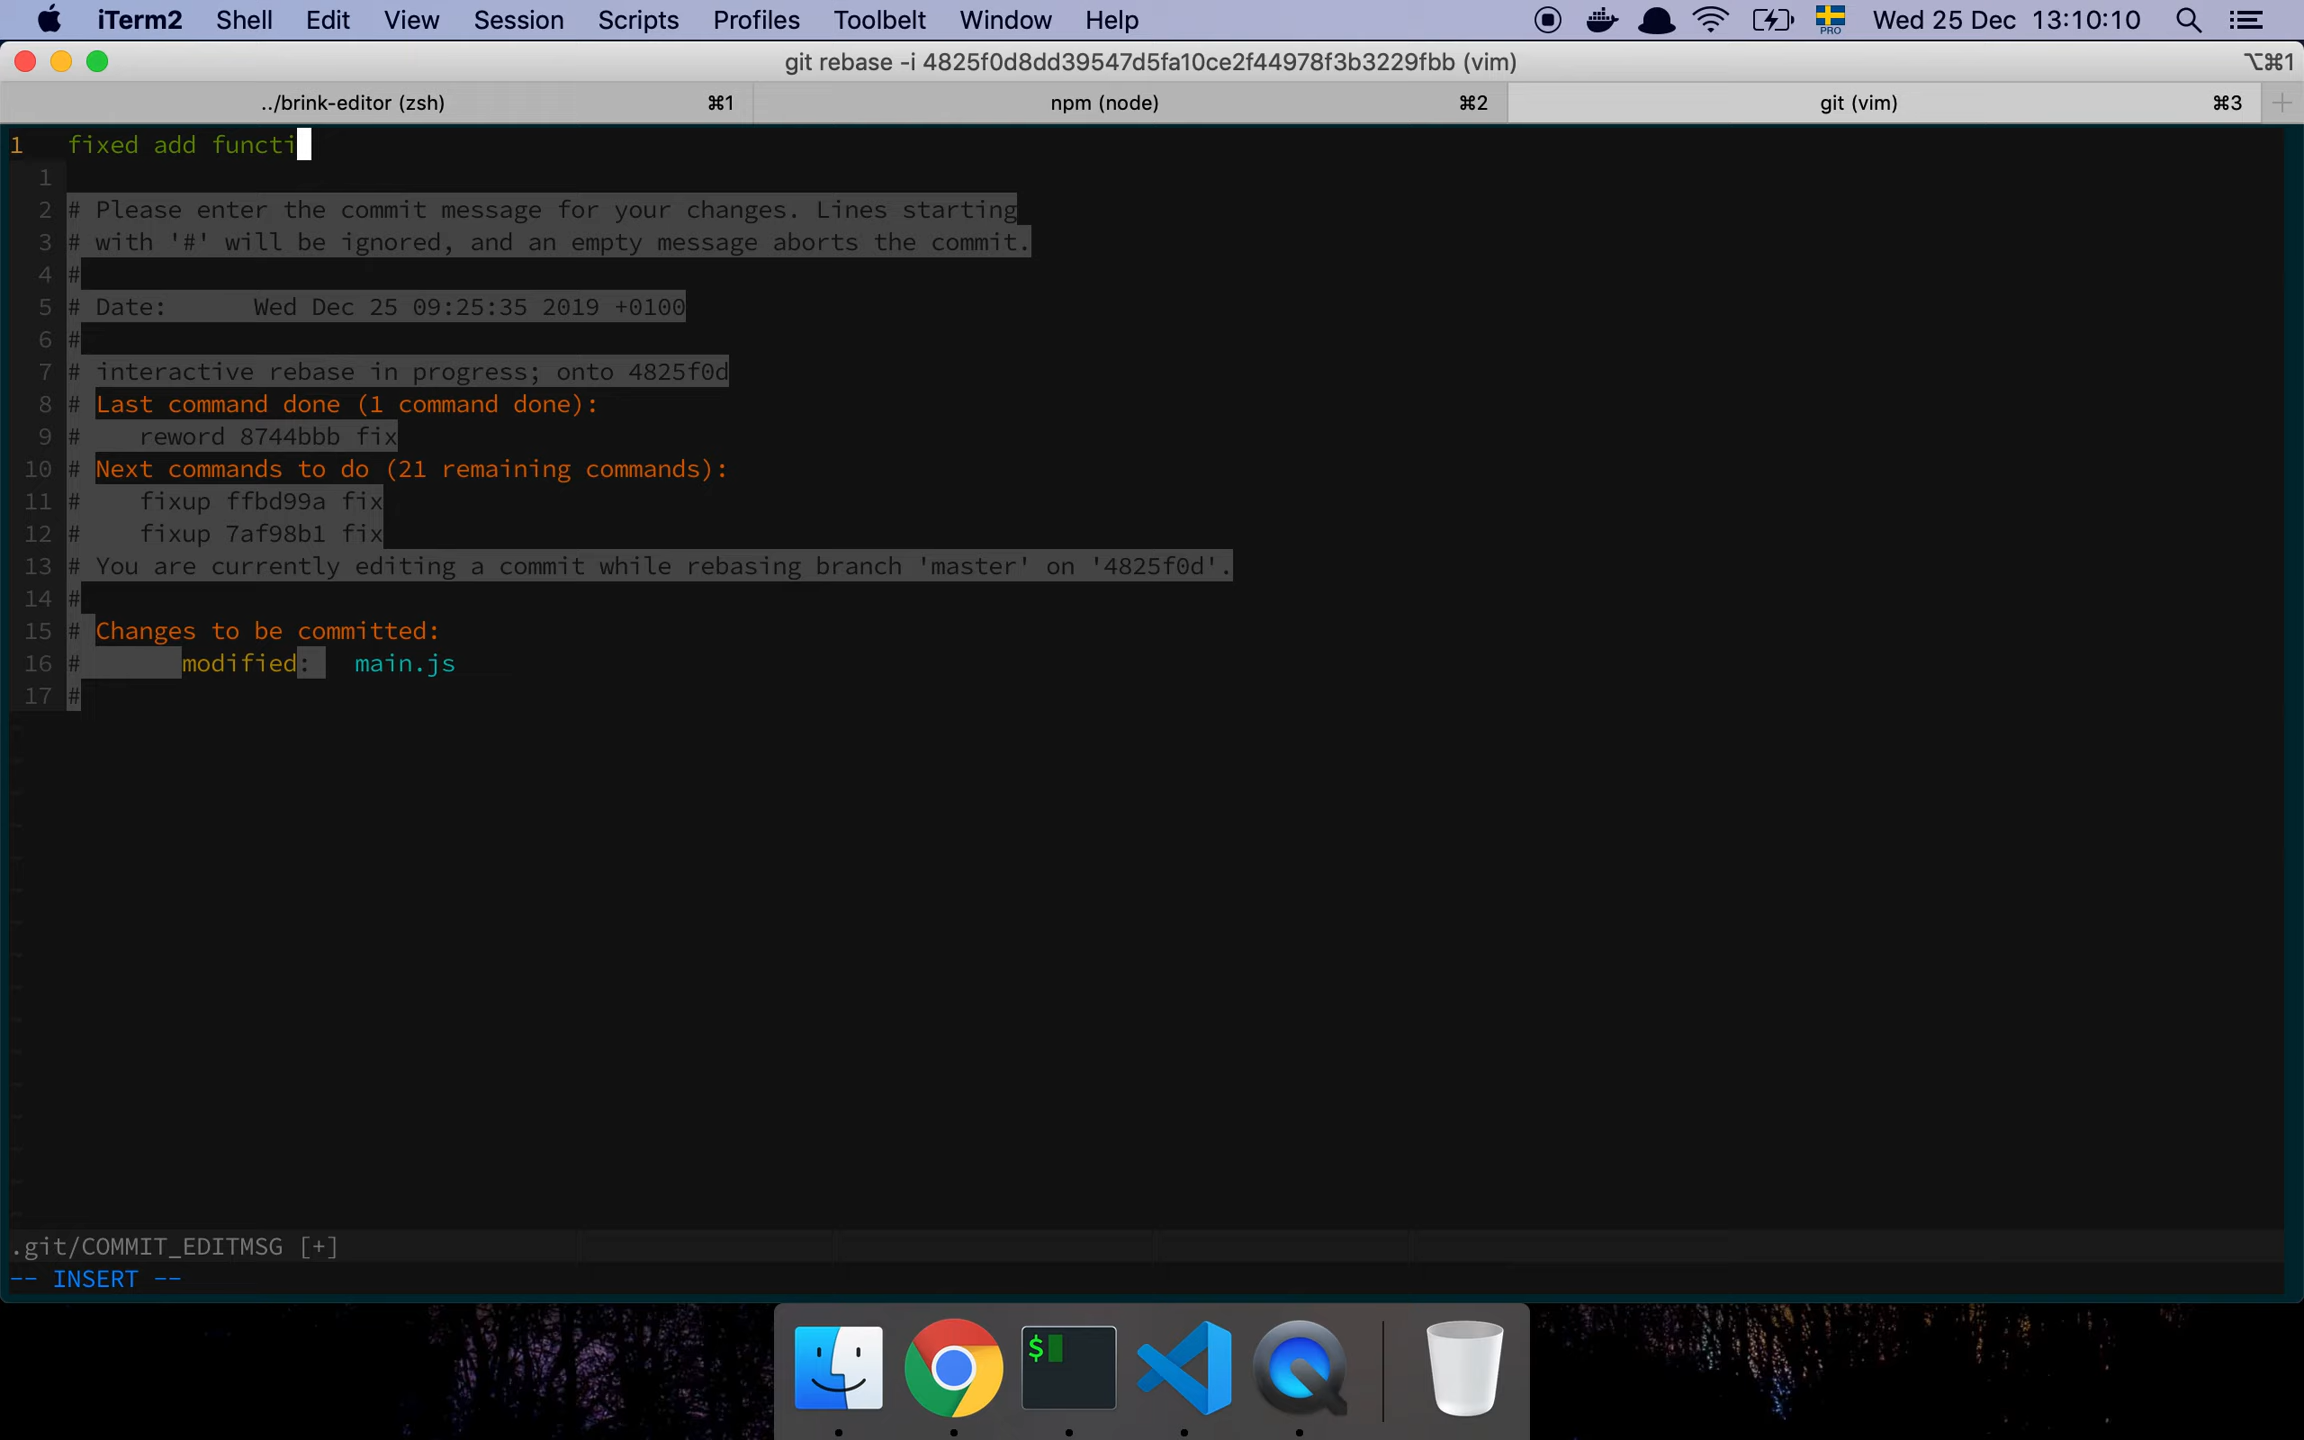 iTerm2 Shell Edit View Session Scripts Profiles Toolbelt Window Help PRO Wed 25 Dec 13:10:10
git rebase -i 4825f0d8dd39547d5fa10ce2f44978f3b3229fbb (vim) ⌥⌘1
../brink-editor (zsh) ⌘1 npm (node) ⌘2 git (vim) ⌘3 +
1 fixed add functi
1
2 # Please enter the commit message for your changes. Lines starting
3 # with '#' will be ignored, and an empty message aborts the commit.
4 #
5 # Date:      Wed Dec 25 09:25:35 2019 +0100
6 #
7 # interactive rebase in progress; onto 4825f0d
8 # Last command done (1 command done):
9 #    reword 8744bbb fix
10 # Next commands to do (21 remaining commands):
11 #    fixup ffbd99a fix
12 #    fixup 7af98b1 fix
13 # You are currently editing a commit while rebasing branch 'master' on '4825f0d'.
14 #
15 # Changes to be committed:
16 #       modified:   main.js
17 #
.git/COMMIT_EDITMSG [+]
-- INSERT --
$